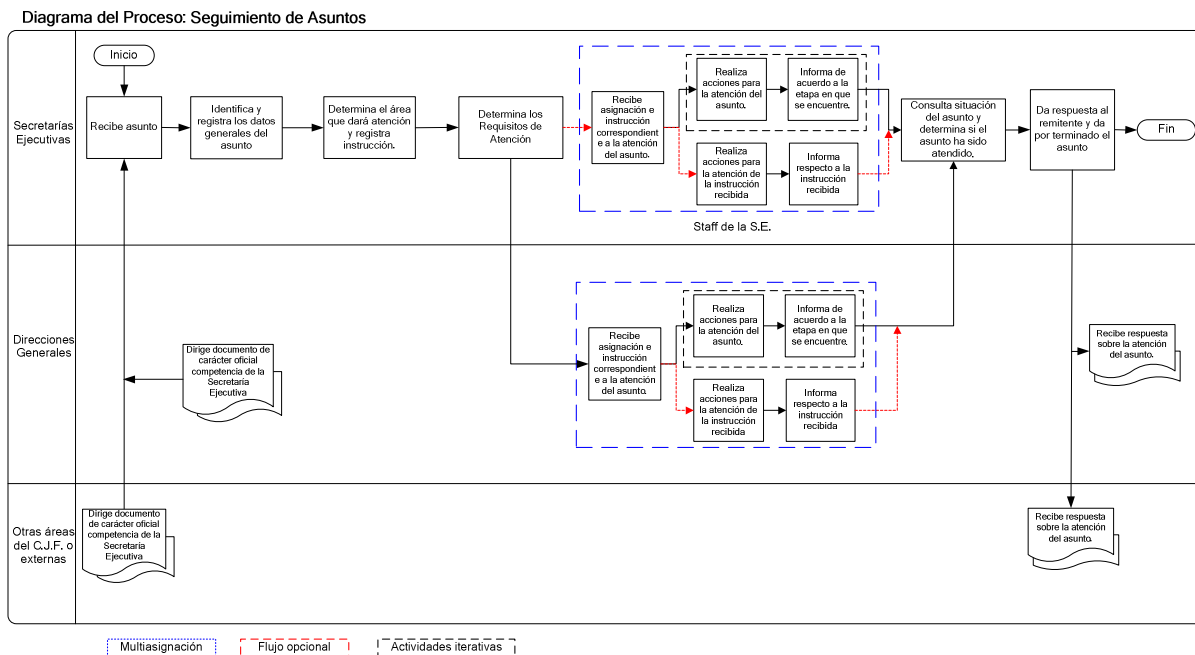 Diagrama del Proceso: Seguimiento de Asuntos
Secretarías
Ejecutivas
Inicio
Recibe asunto
Identifica y
registra los datos
generales del
asunto
Determina el área
que dará atención
y registra
instrucción.
Determina los
Requisitos de
Atención
Recibe
asignación e
instrucción
correspondient
e a la atención
del asunto.
Realiza
acciones para
la atención del
asunto.
Informa de
acuerdo a la
etapa en que
se encuentre.
Realiza
acciones para
la atención de
la instrucción
recibida
Informa
respecto a la
instrucción
recibida
Staff de la S.E.
Consulta situación
del asunto y
determina si el
asunto ha sido
atendido.
Da respuesta al
remitente y da
por terminado el
asunto
Fin
Direcciones
Generales
Dirige documento de
carácter oficial
competencia de la
Secretaría
Ejecutiva
Recibe
asignación e
instrucción
correspondient
e a la atención
del asunto.
Realiza
acciones para
la atención del
asunto.
Informa de
acuerdo a la
etapa en que
se encuentre.
Realiza
acciones para
la atención de
la instrucción
recibida
Informa
respecto a la
instrucción
recibida
Recibe respuesta
sobre la atención
del asunto.
Otras áreas
del C.J.F. o
externas
Dirige documento
de carácter oficial
competencia de la
Secretaría
Ejecutiva
Recibe respuesta
sobre la atención
del asunto.
Multiasignación
Flujo opcional
Actividades iterativas